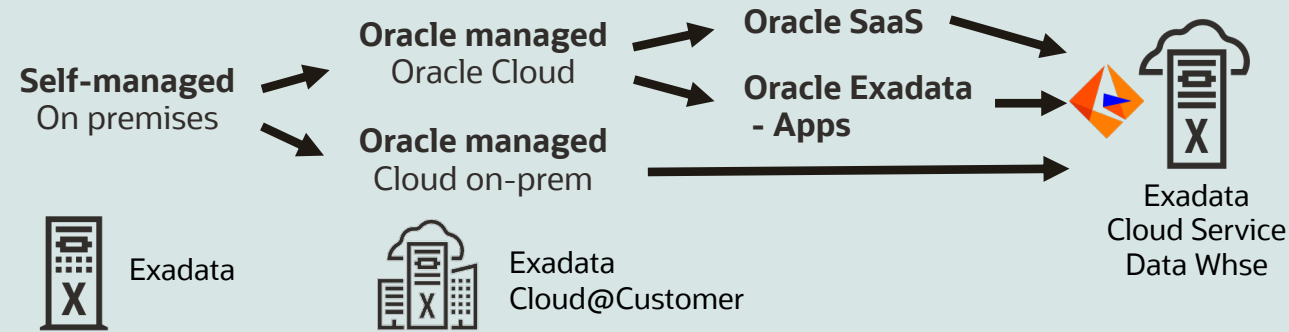 Self-managed
On premises
Oracle managed
Oracle Cloud
Oracle managed
Cloud on-prem
Oracle SaaS
Oracle Exadata
- Apps
X
Exadata
Cloud Service
Data Whse
X
Exadata
X
Exadata
Cloud@Customer